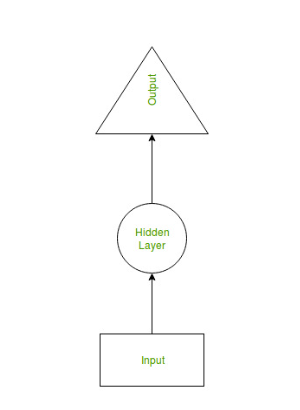 Output
Hidden
Layer
Input